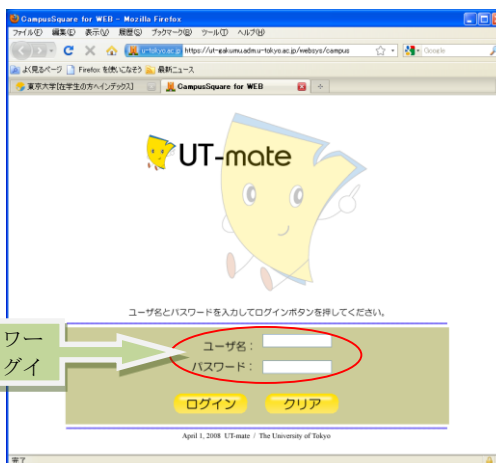 CampusSquare for WEB - Mozilla Firefox
ファイル(F) 編集(E) 表示(V) 履歴(S) ブックマーク(B) ツール(T) ヘルプ(H)
u-tokyo.ac.jp https://ut-gakumu.adm.u-tokyo.ac.jp/websys/campus Google
よく見るページ Firefox を使いこなそう 最新ニュース
東京大学[在学生の方へインデックス] CampusSquare for WEB
UT-mate
ユーザ名とパスワードを入力してログインボタンを押してください。
ワー
グイ
ユーザ名：
パスワード：
ログイン クリア
April 1, 2008 UT-mate / The University of Tokyo
完了